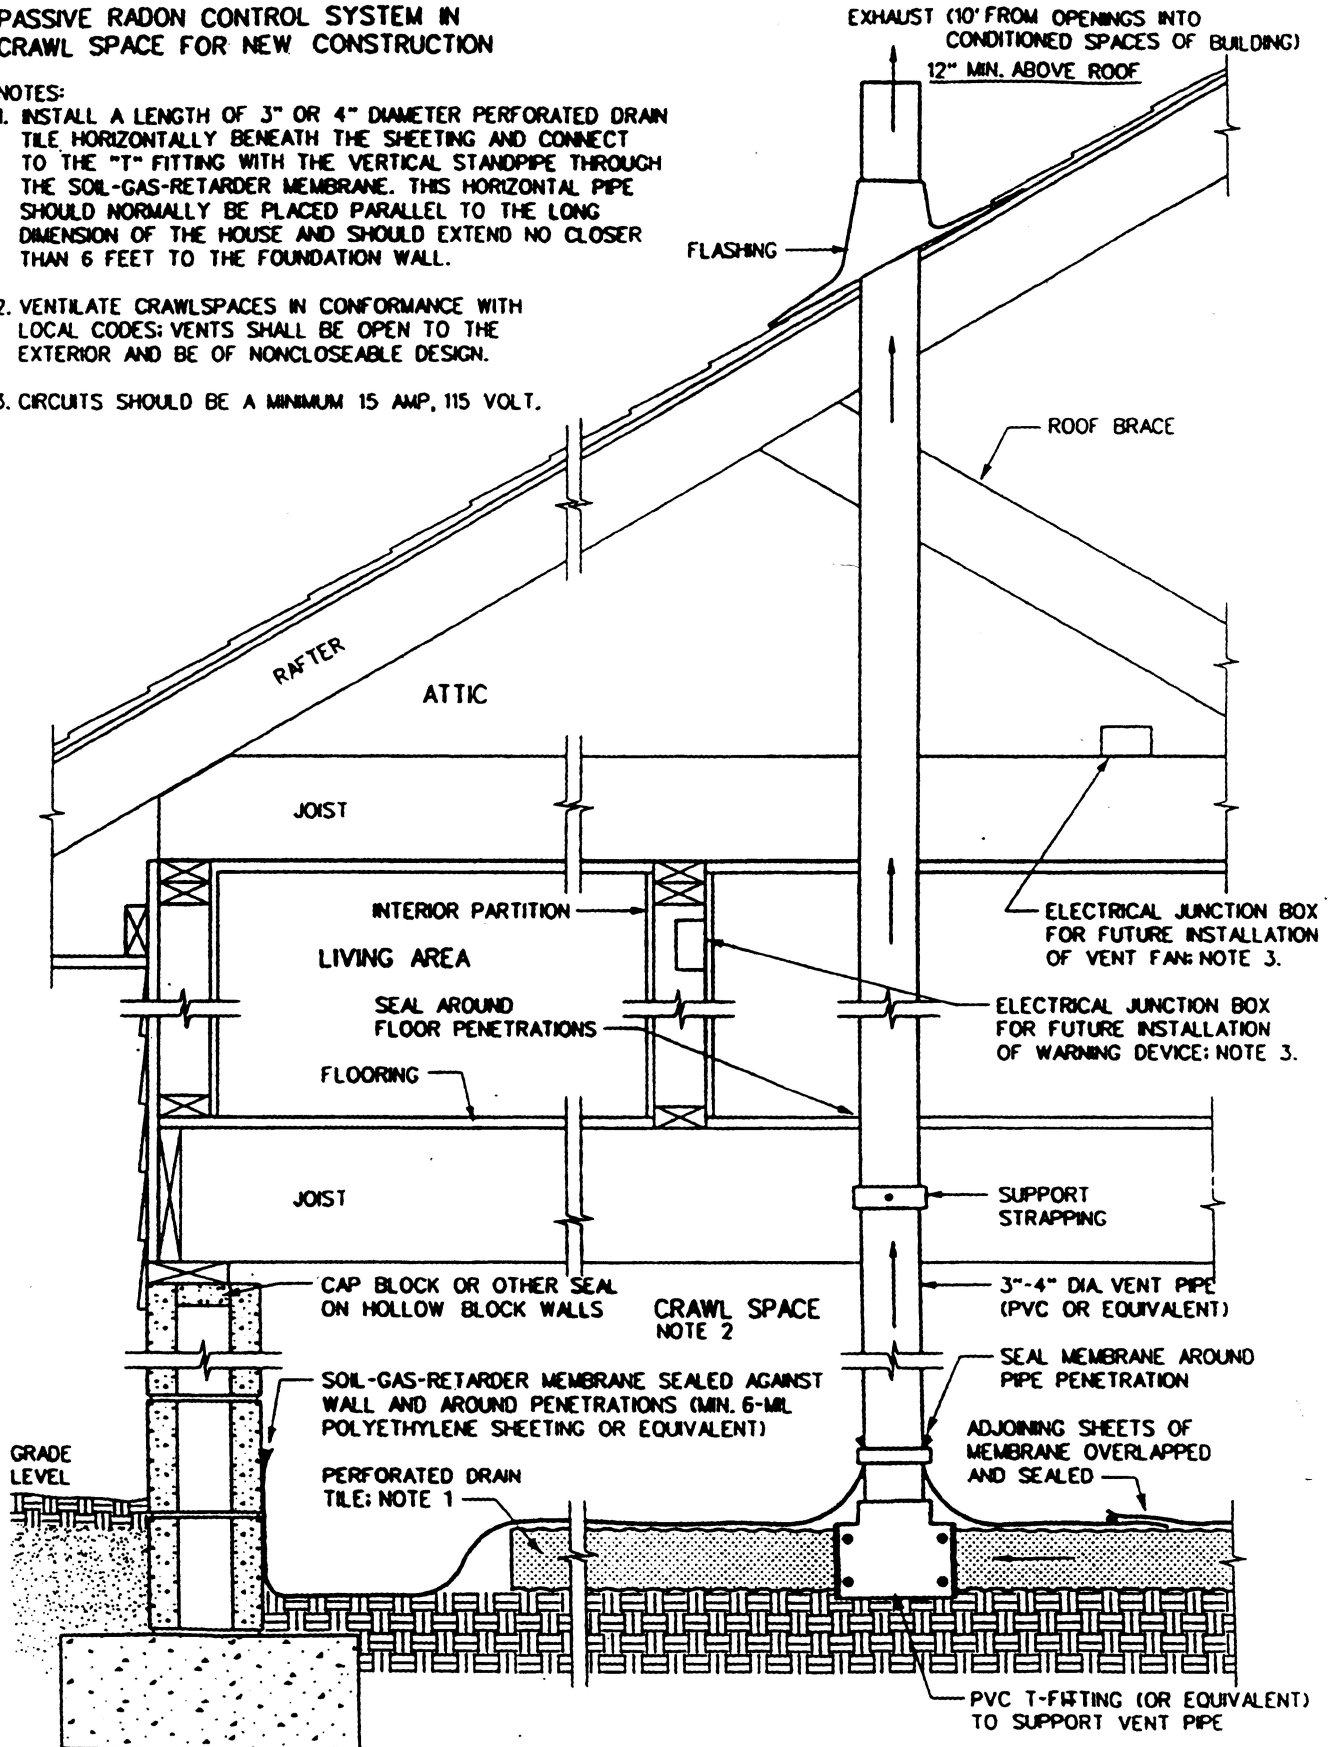 PASSIVE RADON CONTROL SYSTEM IN
CRAWL SPACE FOR NEW CONSTRUCTION
NOTES:
1. INSTALL A LENGTH OF 3" OR 4" DIAMETER PERFORATED DRAIN
TILE HORIZONTALLY BENEATH THE SHEETING AND CONNECT
TO THE "T" FITTING WITH THE VERTICAL STANDPIPE THROUGH
THE SOIL-GAS-RETARDER MEMBRANE. THIS HORIZONTAL PIPE
SHOULD NORMALLY BE PLACED PARALLEL TO THE LONG
DIMENSION OF THE HOUSE AND SHOULD EXTEND NO CLOSER
THAN 6 FEET TO THE FOUNDATION WALL.
2. VENTILATE CRAWLSPACES IN CONFORMANCE WITH
LOCAL CODES; VENTS SHALL BE OPEN TO THE
EXTERIOR AND BE OF NONCLOSEABLE DESIGN.
3. CIRCUITS SHOULD BE A MINIMUM 15 AMP, 115 VOLT.
EXHAUST (10' FROM OPENINGS INTO
CONDITIONED SPACES OF BUILDING)
12" MIN. ABOVE ROOF
FLASHING
ROOF BRACE
RAFTER
ATTIC
JOIST
INTERIOR PARTITION
LIVING AREA
SEAL AROUND
FLOOR PENETRATIONS
FLOORING
ELECTRICAL JUNCTION BOX
FOR FUTURE INSTALLATION
OF VENT FAN; NOTE 3.
ELECTRICAL JUNCTION BOX
FOR FUTURE INSTALLATION
OF WARNING DEVICE; NOTE 3.
JOIST
SUPPORT
STRAPPING
CAP BLOCK OR OTHER SEAL
ON HOLLOW BLOCK WALLS
CRAWL SPACE
NOTE 2
3"-4" DIA. VENT PIPE
(PVC OR EQUIVALENT)
SEAL MEMBRANE AROUND
PIPE PENETRATION
SOIL-GAS-RETARDER MEMBRANE SEALED AGAINST
WALL AND AROUND PENETRATIONS (MIN. 6-MIL
POLYETHYLENE SHEETING OR EQUIVALENT)
ADJOINING SHEETS OF
MEMBRANE OVERLAPPED
AND SEALED
GRADE
LEVEL
PERFORATED DRAIN
TILE; NOTE 1
PVC T-FITTING (OR EQUIVALENT)
TO SUPPORT VENT PIPE